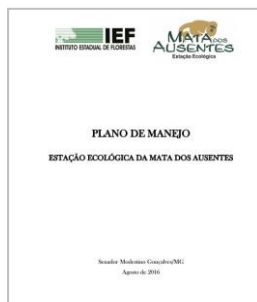 IEF
INSTITUTO ESTADUAL DE FLORESTAS
MATA DOS
AUSENTES
Estação Ecológica
PLANO DE MANEJO
ESTAÇÃO ECOLÓGICA DA MATA DOS AUSENTES
Senador Modestino Gonçalves/MG
Agosto de 2016